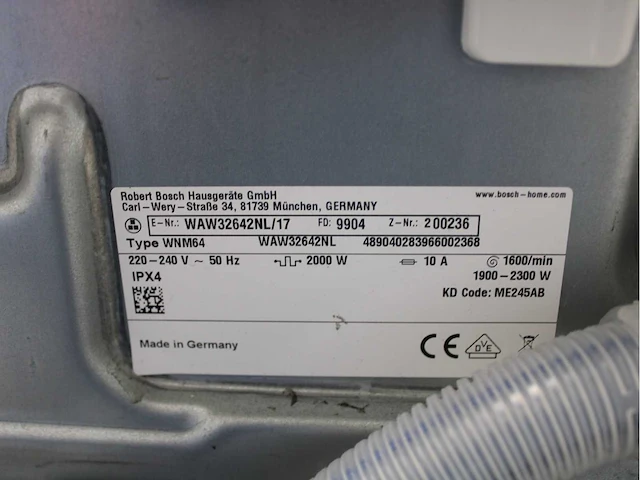 Robert Bosch Hausgeräte GmbH
www.bosch-home.com
Carl-Wery-Straße 34, 81739 München, GERMANY
E-Nr.: WAW32642NL/17 FD: 9904 Z-Nr.: 200236
Type WNM64 WAW32642NL 489040283966002368
220-240 V ~ 50 Hz 2000 W 10 A 1600/min
IPX4 1900-2300 W
KD Code: ME245AB
Made in Germany
CE DVE